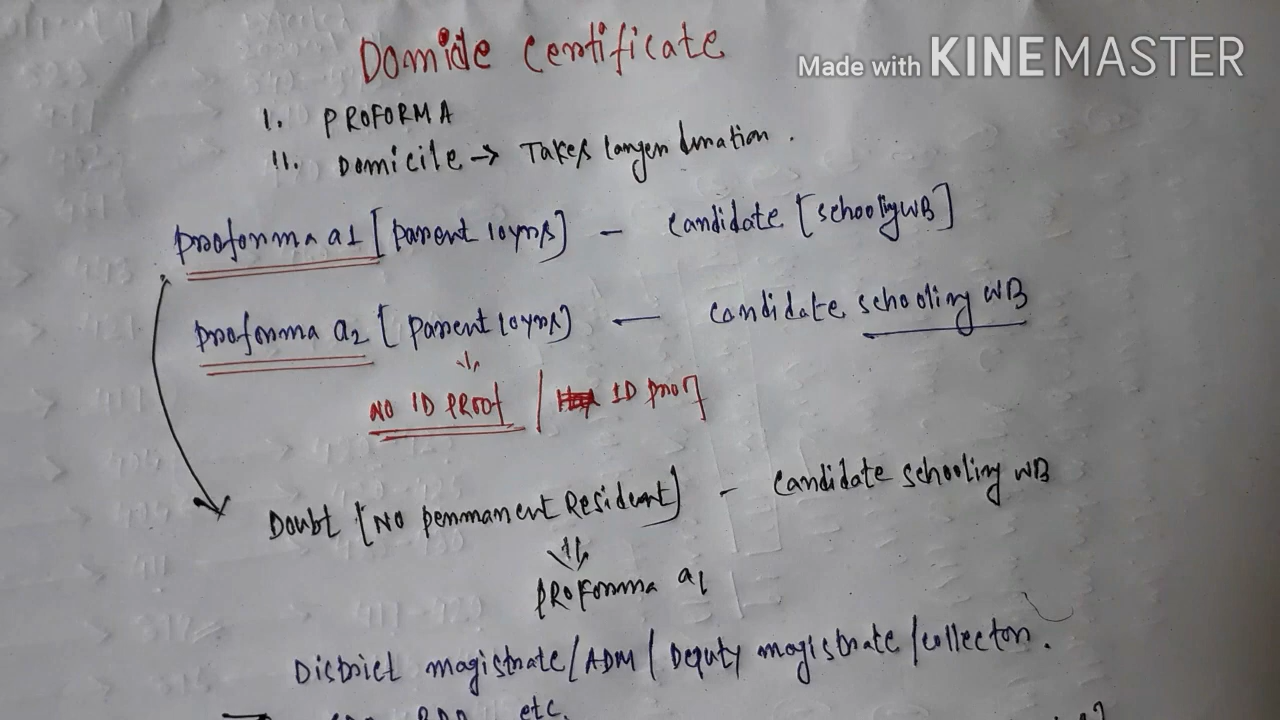 Domicile Certificate
Made with KINEMASTER
I. PROFORMA
II. DOMICILE → Takes longer duration.
proforma a1 [parent 10yrs] - candidate [schooling WB]
proforma a2 [parent 10yrs] — candidate schooling WB
NO ID PROOF / ID proof
Doubt [NO permanent Resident] - candidate schooling WB
PROFORMA a1
District magistrate/ADM/Deputy magistrate/collector.
etc.